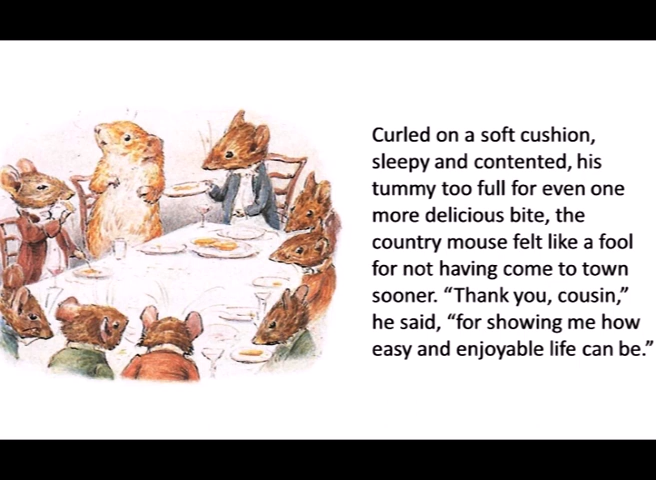 Curled on a soft cushion,
sleepy and contented, his
tummy too full for even one
more delicious bite, the
country mouse felt like a fool
for not having come to town
sooner. “Thank you, cousin,”
he said, “for showing me how
easy and enjoyable life can be.”